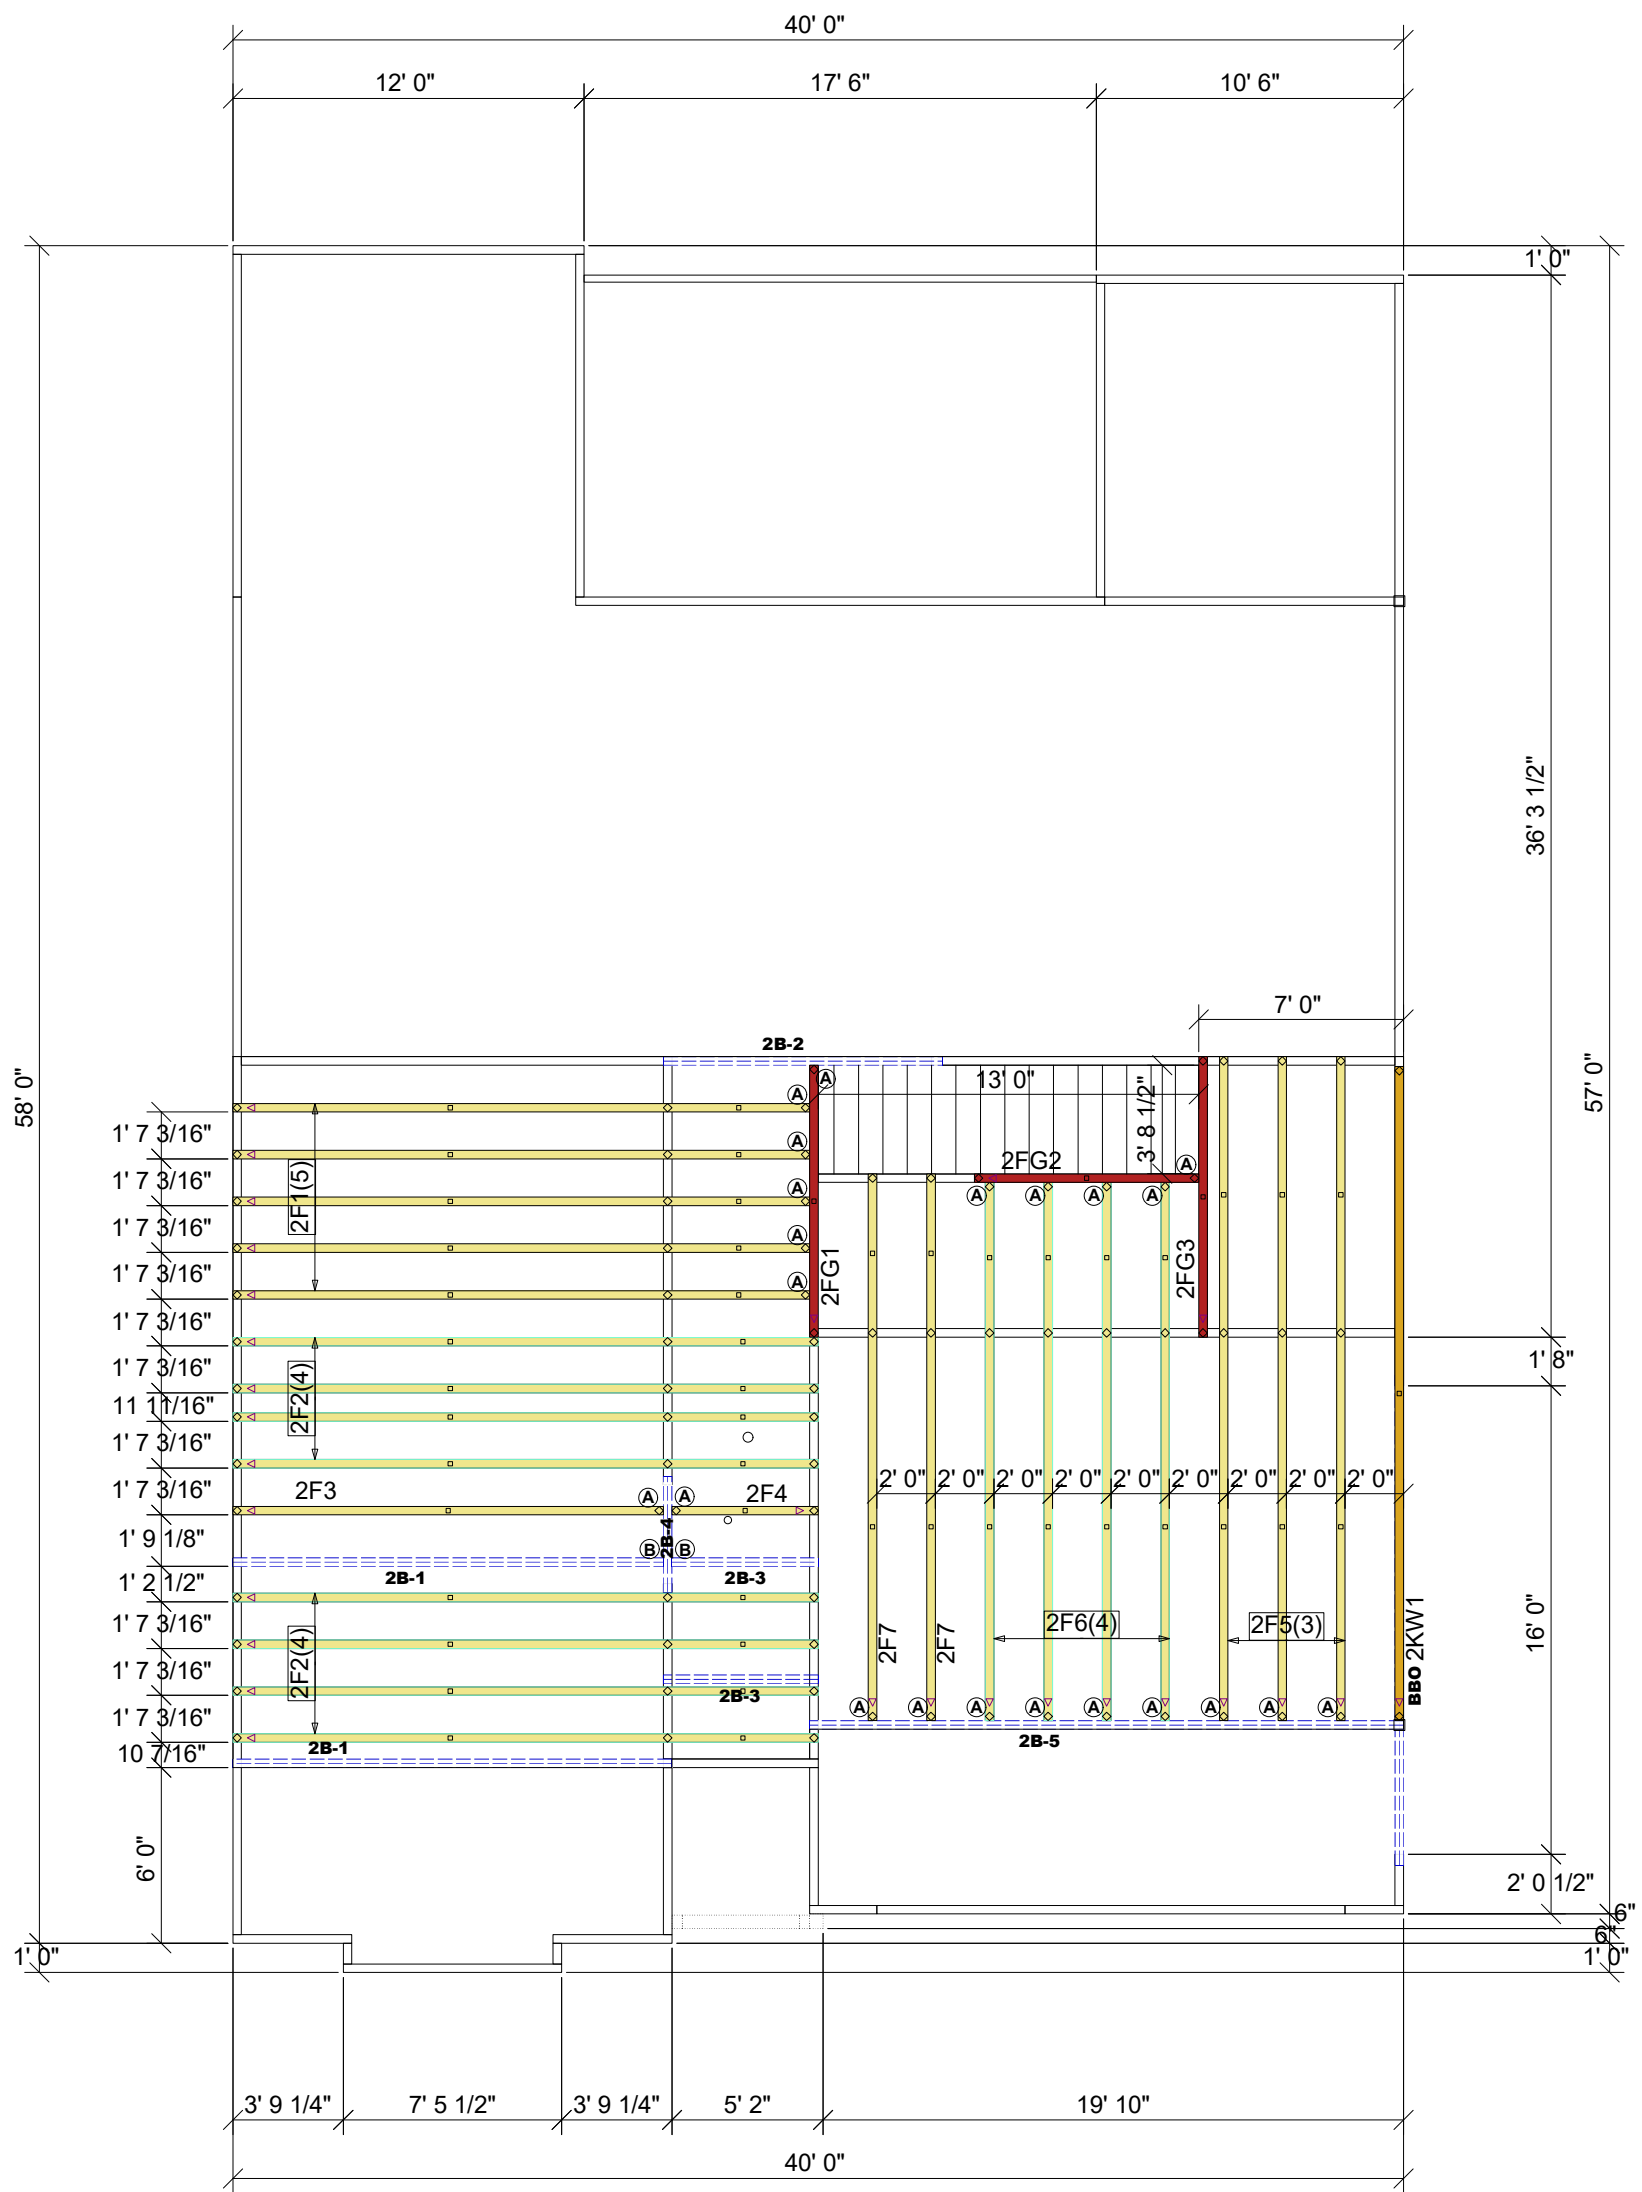 40' 0"
12' 0" 17' 6" 10' 6"
1' 0"
36' 3 1/2"
58' 0"
57' 0"
7' 0"
2B-2
A
A
13' 0"
3' 8 1/2"
1' 7 3/16"
A
2FG2
A
1' 7 3/16"
2F1(5)
A
A A A A
1' 7 3/16"
A
2FG1
2FG3
1' 7 3/16"
A
1' 7 3/16"
1' 7 3/16"
1' 8"
2F2(4)
11 11/16"
1' 7 3/16"
2' 0" 2' 0" 2' 0" 2' 0" 2' 0" 2' 0" 2' 0" 2' 0" 2' 0"
1' 7 3/16"
2F3
A A
2F4
1' 9 1/8"
2B-4
B B
1' 2 1/2"
2B-1
2B-3
1' 7 3/16"
2F2(4)
2F7
2F7
2F6(4)
2F5(3)
BBO 2KW1
16' 0"
1' 7 3/16"
2B-3
1' 7 3/16"
A A A A A A A A A
10 7/16"
2B-1
2B-5
6' 0"
2' 0 1/2"
6"
6"
1' 0"
1' 0"
3' 9 1/4" 7' 5 1/2" 3' 9 1/4" 5' 2" 19' 10"
40' 0"